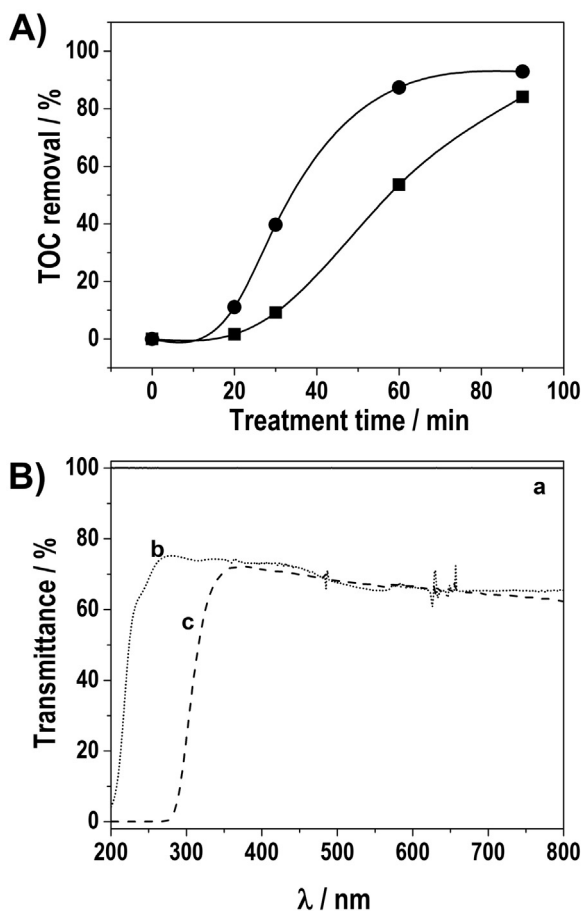 A)
TOC removal / %
100
80
60
40
20
0
0 20 40 60 80 100
Treatment time / min
B)
Transmittance / %
100
80
60
40
20
0
a
b
c
200 300 400 500 600 700 800
λ / nm